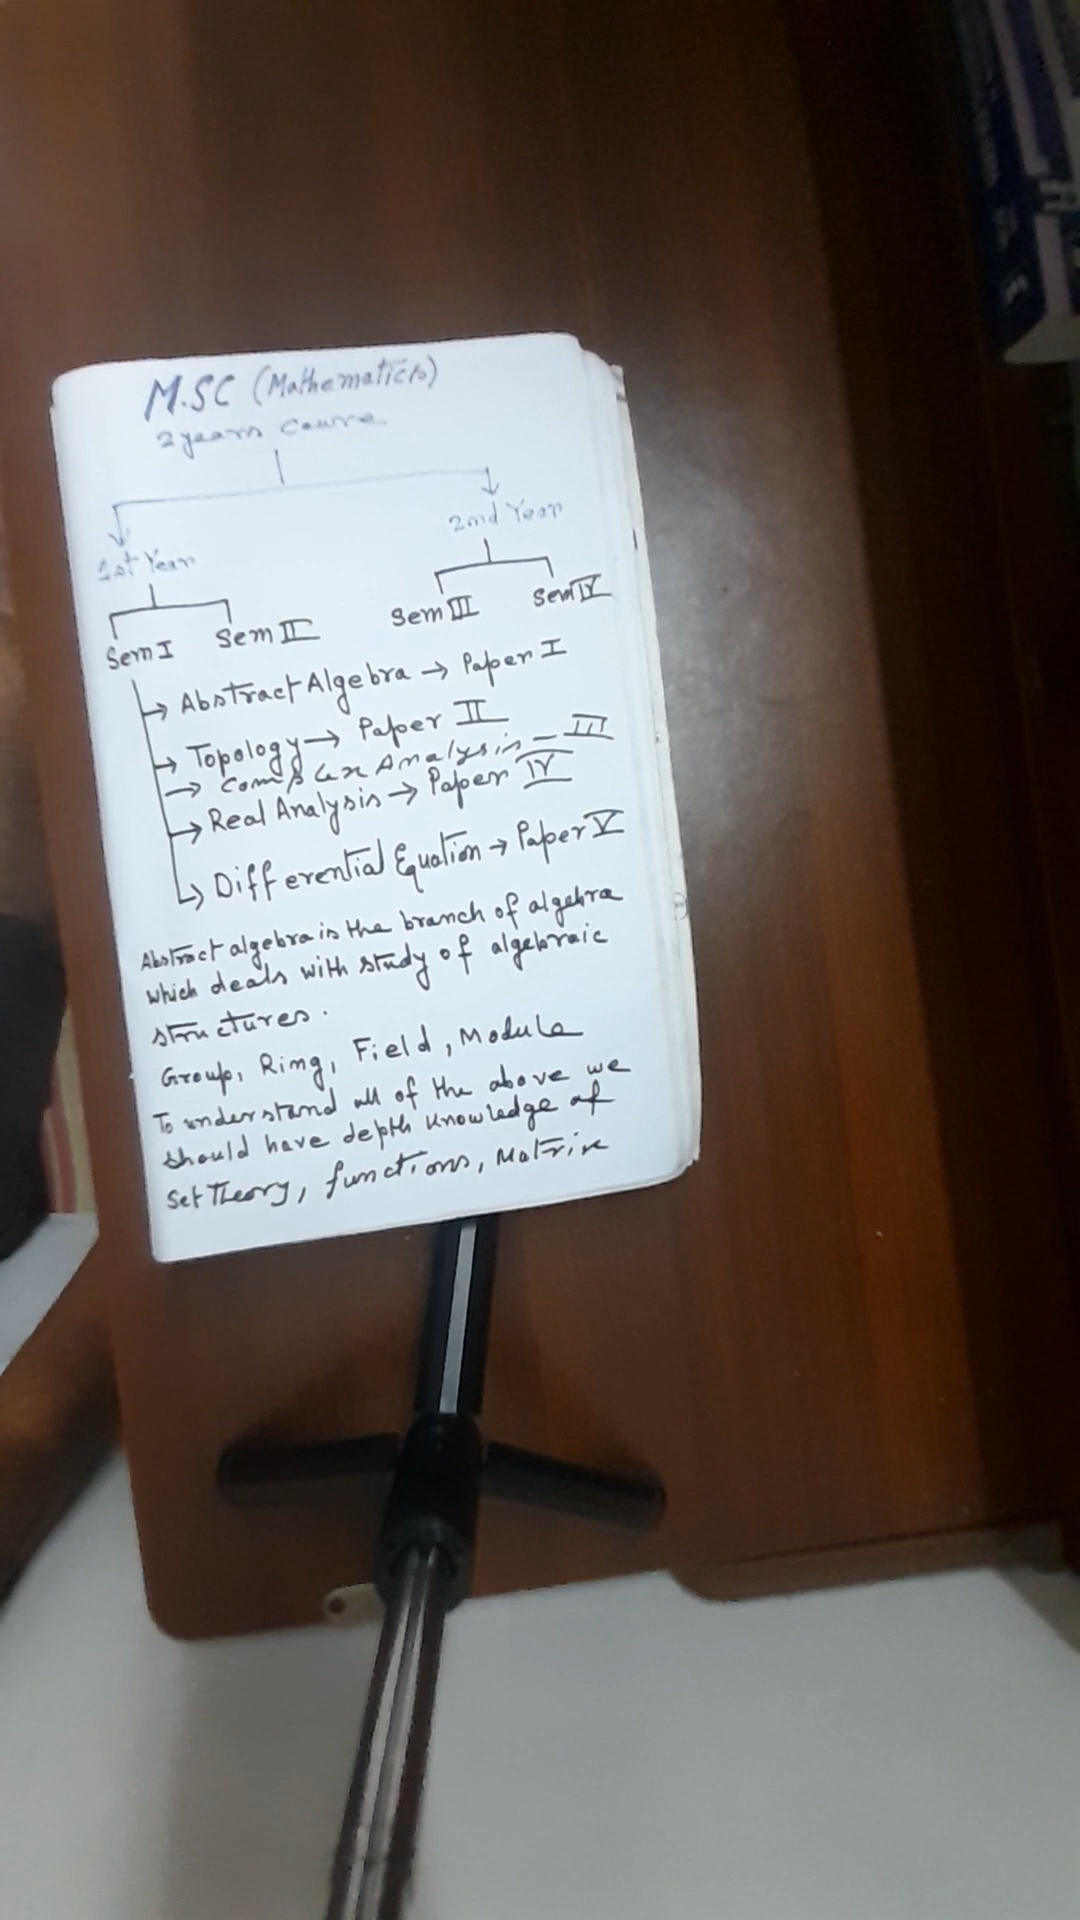 M.SC (Mathematics)
2 years course
1st Year 2nd Year
Sem I Sem II Sem III Sem IV
→ Abstract Algebra → Paper I
→ Topology → Paper II
→ Complex Analysis - III
→ Real Analysis → Paper IV
→ Differential Equation → Paper V
Abstract algebra is the branch of algebra
which deals with study of algebraic
structures.
Group, Ring, Field, Module
To understand all of the above we
should have depth knowledge of
Set Theory, functions, Matrix